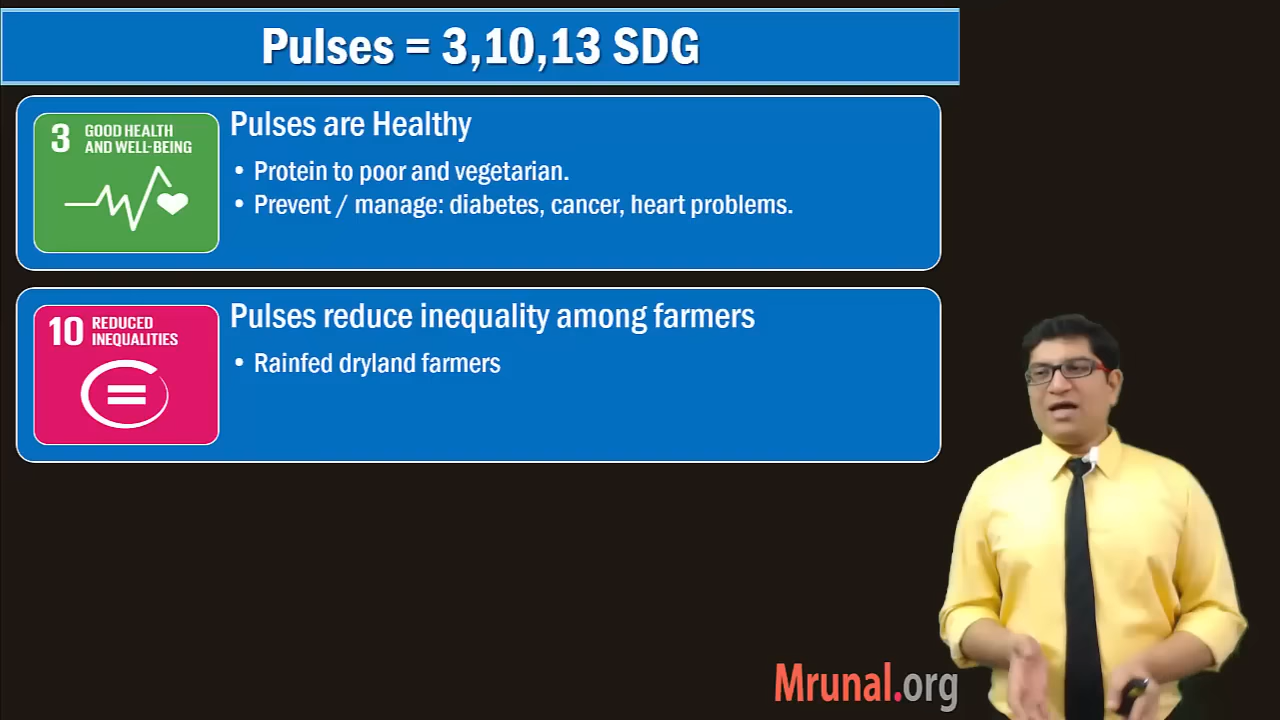 Pulses = 3,10,13 SDG
3 GOOD HEALTH
AND WELL-BEING
Pulses are Healthy
• Protein to poor and vegetarian.
• Prevent / manage: diabetes, cancer, heart problems.
10 REDUCED
INEQUALITIES
Pulses reduce inequality among farmers
• Rainfed dryland farmers
Mrunal.org